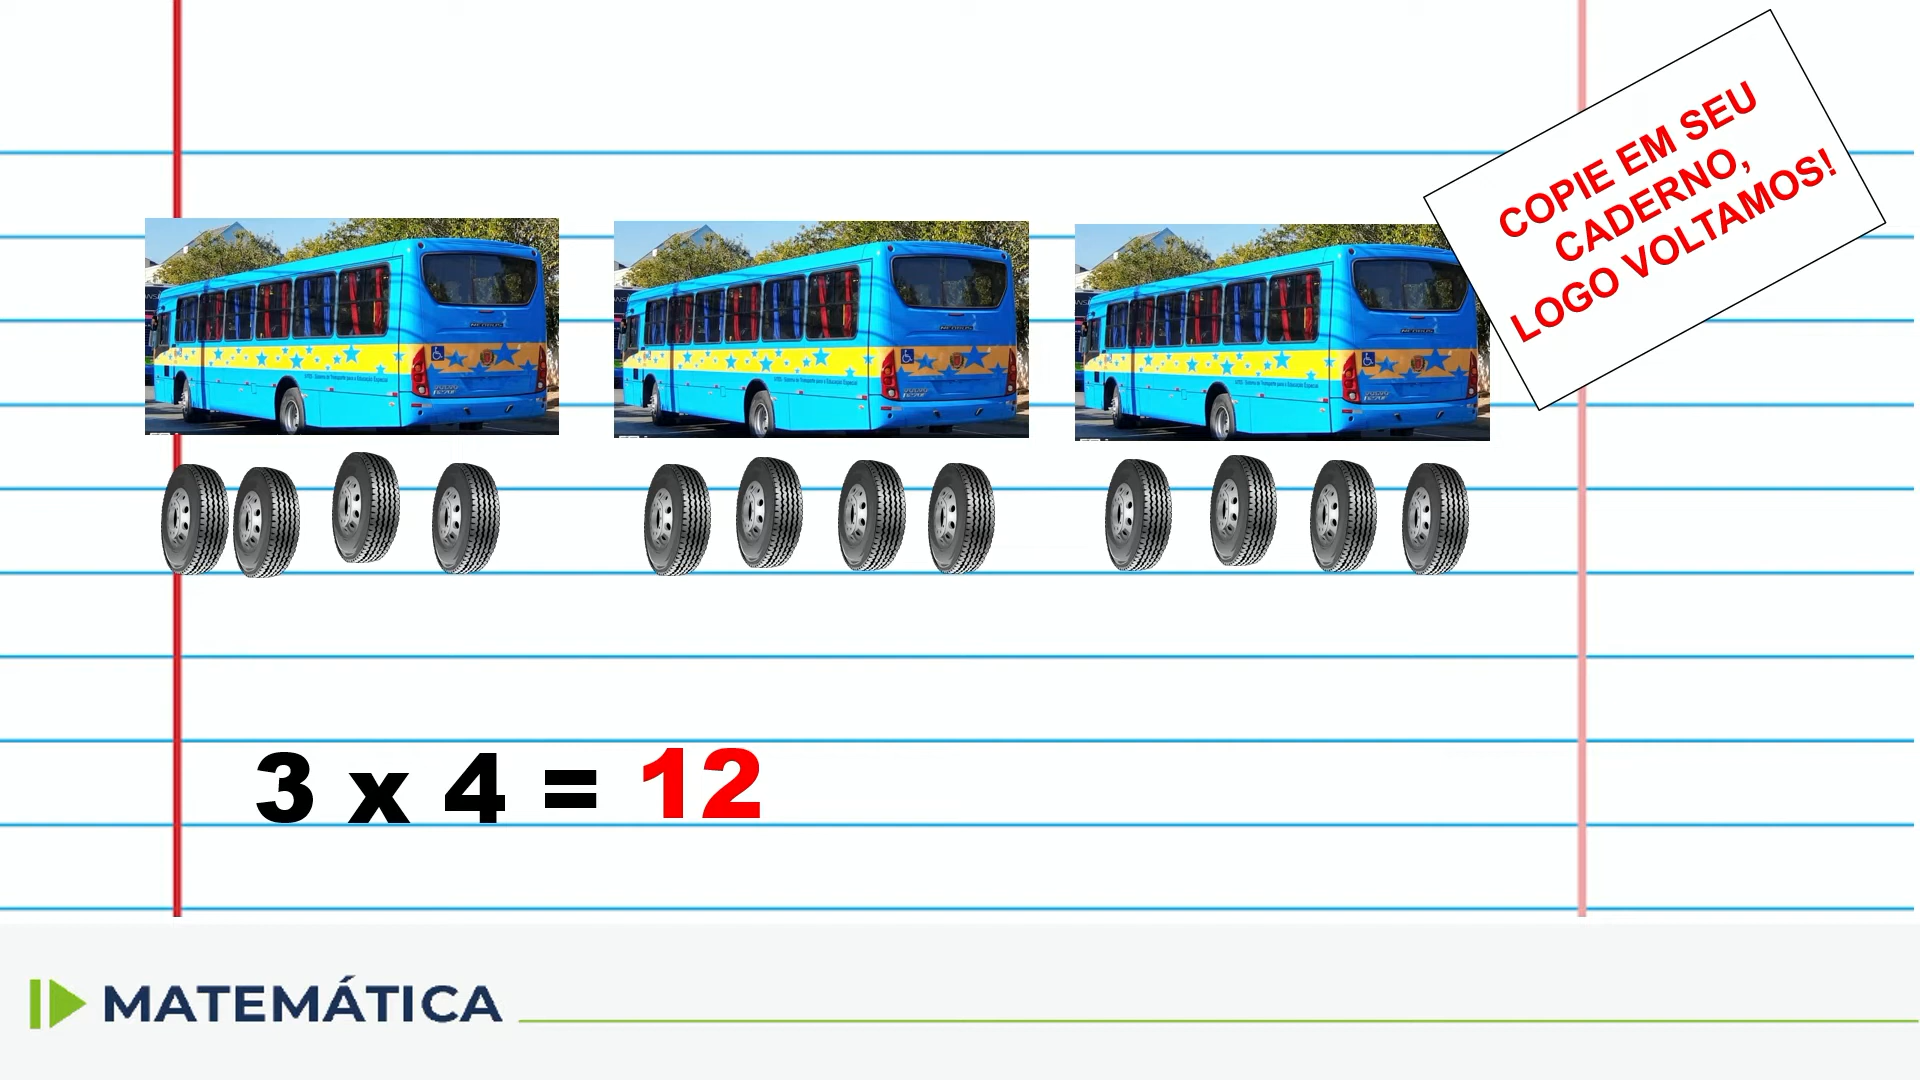 COPIE EM SEU
CADERNO,
LOGO VOLTAMOS!
3 x 4 = 12
MATEMÁTICA